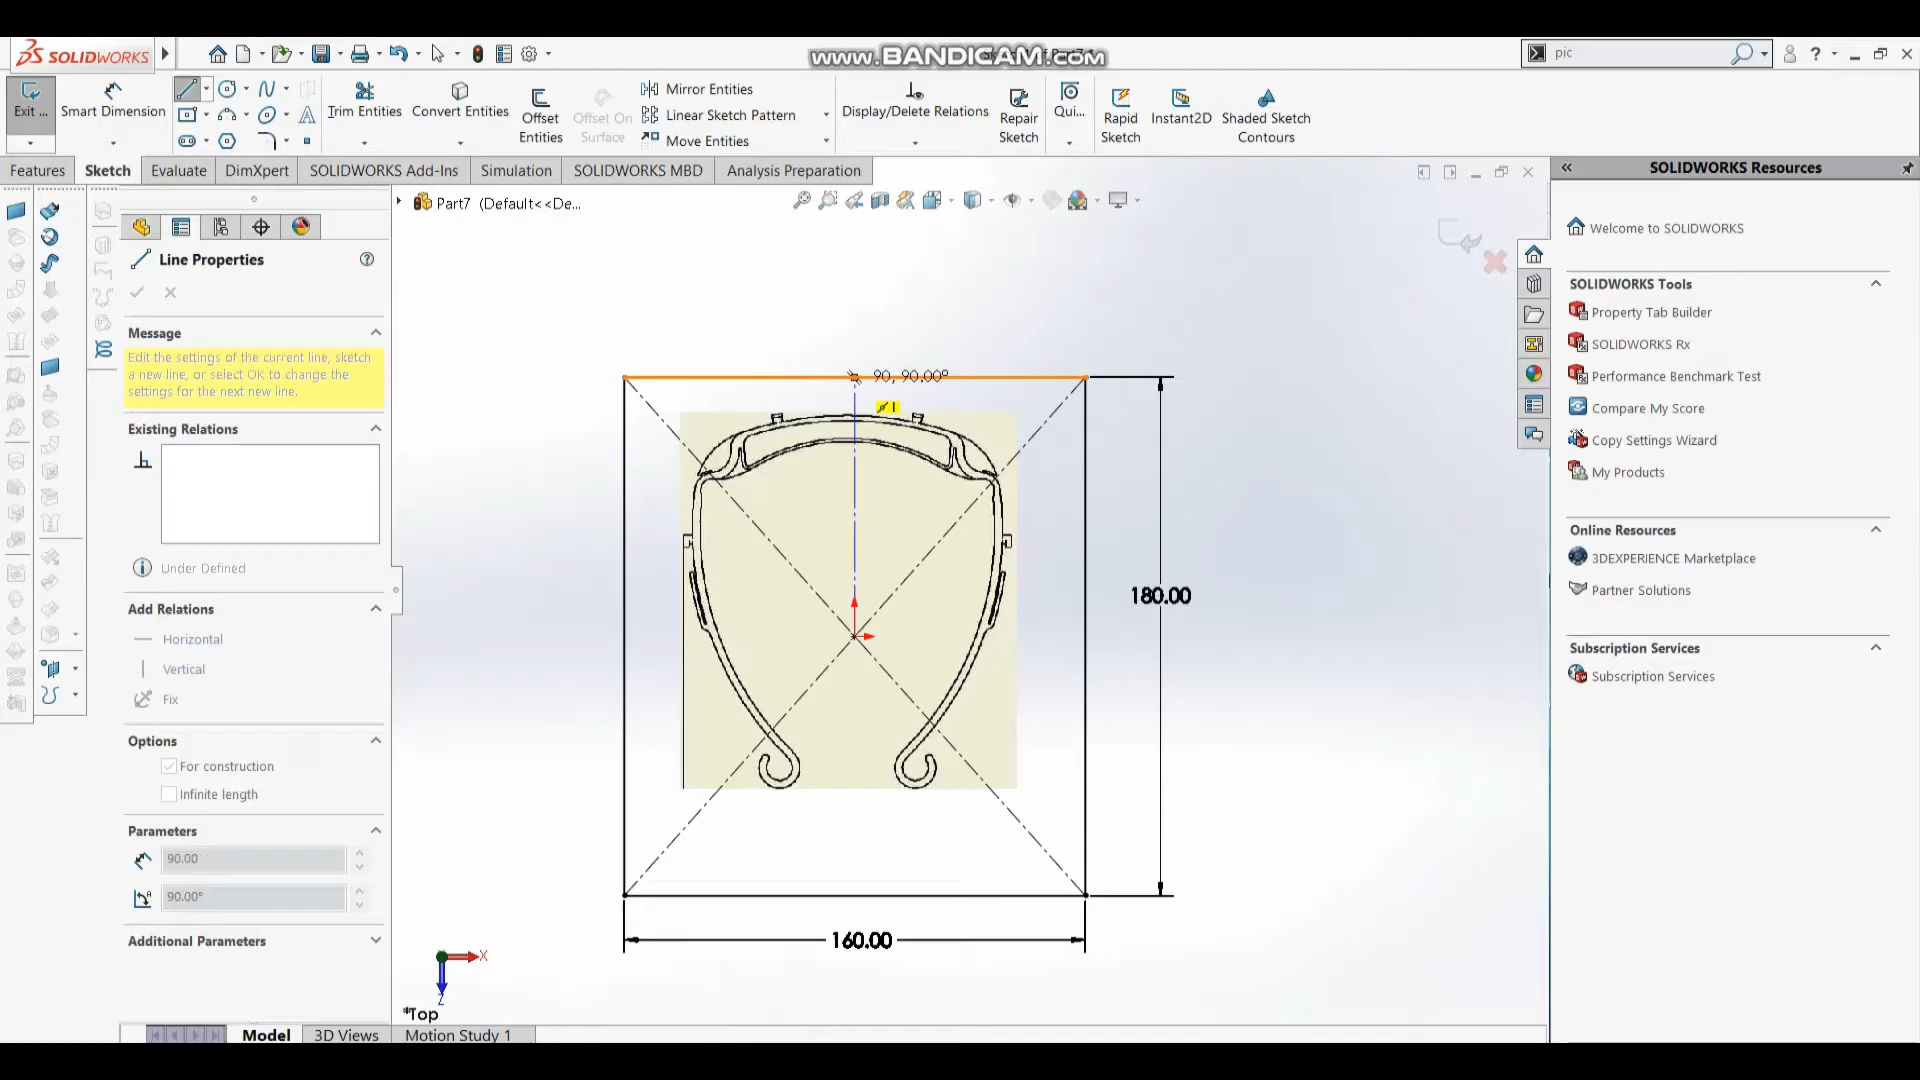 SOLIDWORKS
www.BANDICAM.com
pic
Exit ...
Smart Dimension
Trim Entities
Convert Entities
Offset Entities
Offset On Surface
Mirror Entities
Linear Sketch Pattern
Move Entities
Display/Delete Relations
Repair Sketch
Qui...
Rapid Sketch
Instant2D
Shaded Sketch Contours
Features
Sketch
Evaluate
DimXpert
SOLIDWORKS Add-Ins
Simulation
SOLIDWORKS MBD
Analysis Preparation
SOLIDWORKS Resources
Part7 (Default<<De...
Line Properties
Message
Edit the settings of the current line, sketch
a new line, or select OK to change the
settings for the next new line.
Existing Relations
Under Defined
Add Relations
Horizontal
Vertical
Fix
Options
For construction
Infinite length
Parameters
90.00
90.00°
Additional Parameters
90, 90.00°
180.00
160.00
X
Z
*Top
Model
3D Views
Motion Study 1
Welcome to SOLIDWORKS
SOLIDWORKS Tools
Property Tab Builder
SOLIDWORKS Rx
Performance Benchmark Test
Compare My Score
Copy Settings Wizard
My Products
Online Resources
3DEXPERIENCE Marketplace
Partner Solutions
Subscription Services
Subscription Services